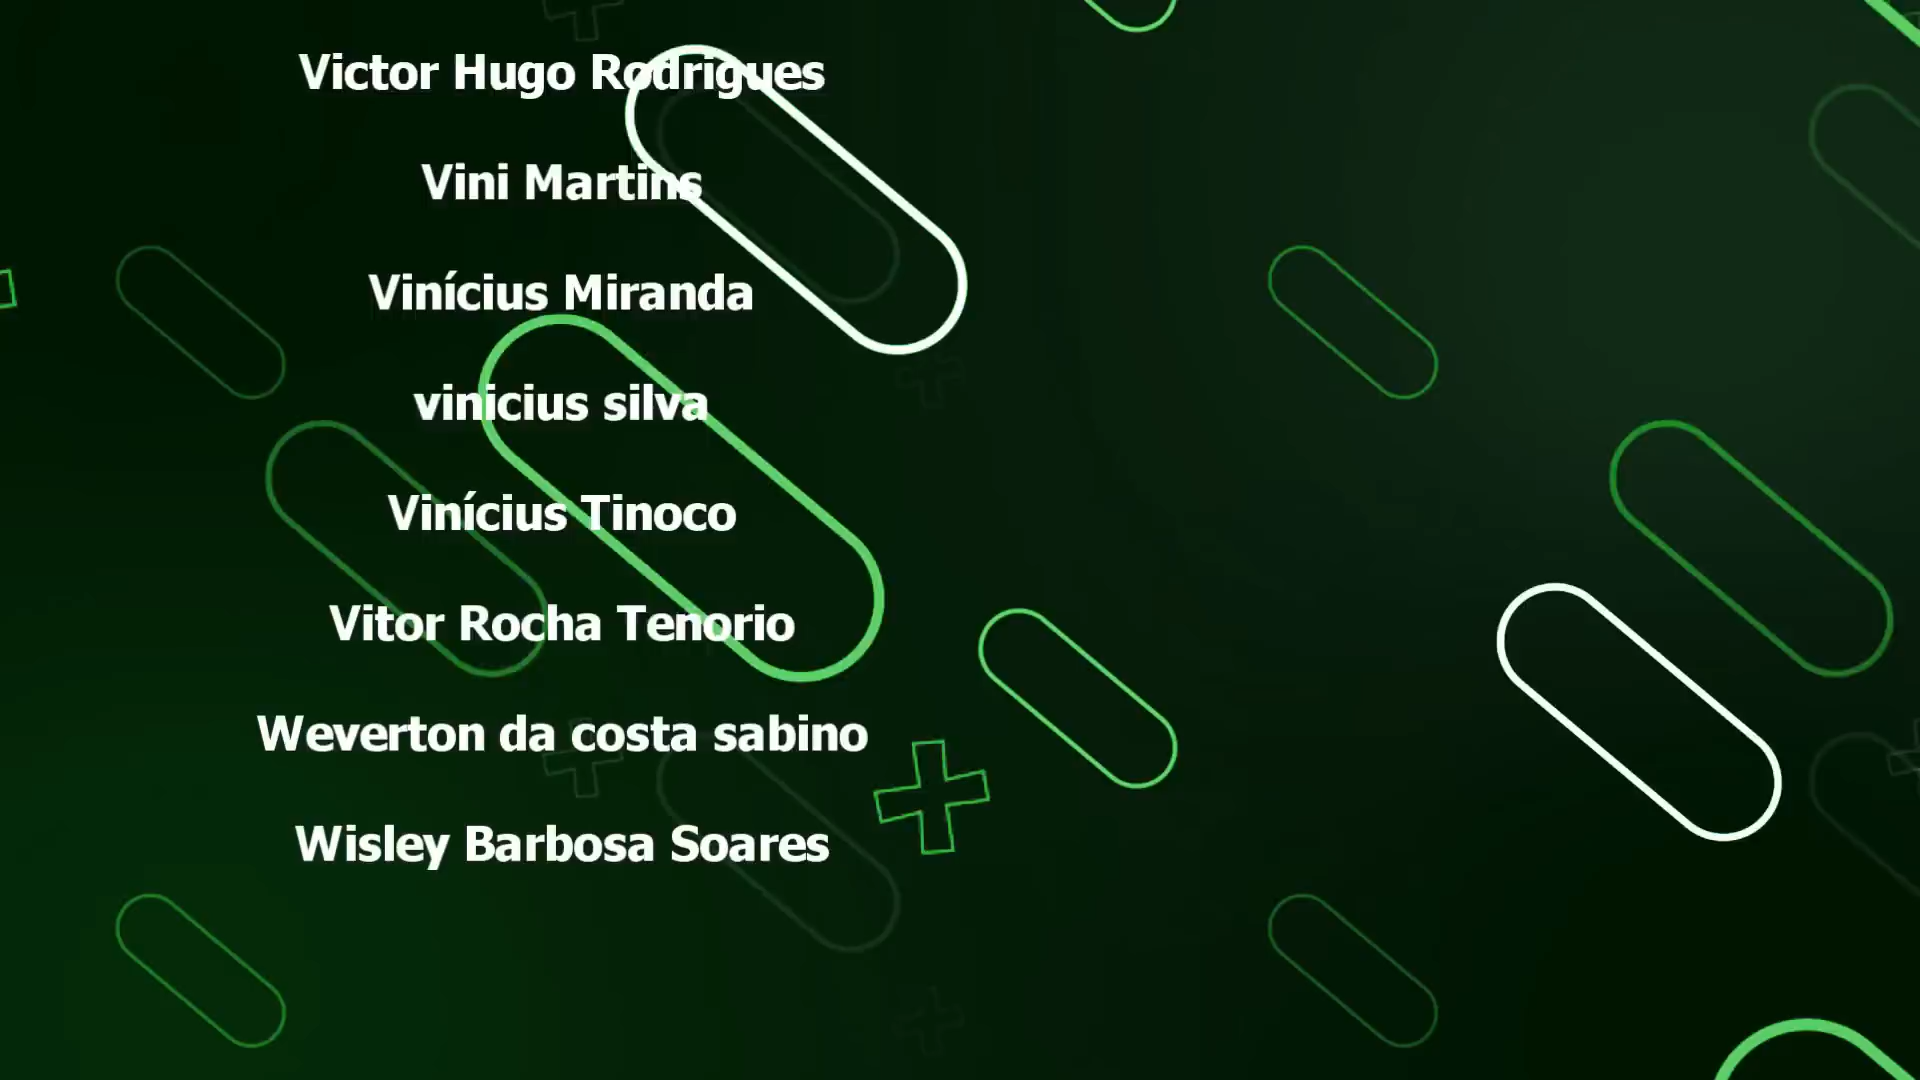 Victor Hugo Rodrigues
Vini Martins
Vinícius Miranda
vinicius silva
Vinícius Tinoco
Vitor Rocha Tenorio
Weverton da costa sabino
Wisley Barbosa Soares